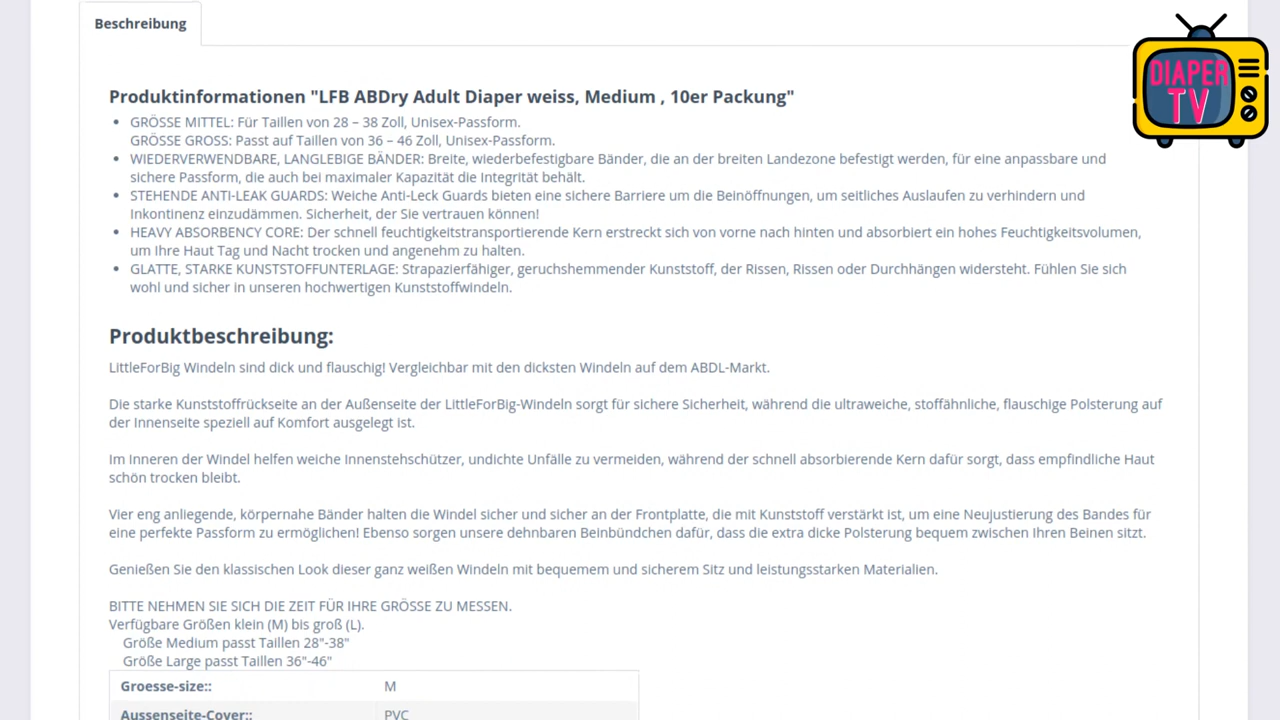 Beschreibung
DIAPER
TV
Produktinformationen "LFB ABDry Adult Diaper weiss, Medium , 10er Packung"
• GRÖSSE MITTEL: Für Taillen von 28 – 38 Zoll, Unisex-Passform.
GRÖSSE GROSS: Passt auf Taillen von 36 – 46 Zoll, Unisex-Passform.
• WIEDERVERWENDBARE, LANGLEBIGE BÄNDER: Breite, wiederbefestigbare Bänder, die an der breiten Landezone befestigt werden, für eine anpassbare und
sichere Passform, die auch bei maximaler Kapazität die Integrität behält.
• STEHENDE ANTI-LEAK GUARDS: Weiche Anti-Leck Guards bieten eine sichere Barriere um die Beinöffnungen, um seitliches Auslaufen zu verhindern und
Inkontinenz einzudämmen. Sicherheit, der Sie vertrauen können!
• HEAVY ABSORBENCY CORE: Der schnell feuchtigkeitstransportierende Kern erstreckt sich von vorne nach hinten und absorbiert ein hohes Feuchtigkeitsvolumen,
um Ihre Haut Tag und Nacht trocken und angenehm zu halten.
• GLATTE, STARKE KUNSTSTOFFUNTERLAGE: Strapazierfähiger, geruchshemmender Kunststoff, der Rissen, Rissen oder Durchhängen widersteht. Fühlen Sie sich
wohl und sicher in unseren hochwertigen Kunststoffwindeln.
Produktbeschreibung:
LittleForBig Windeln sind dick und flauschig! Vergleichbar mit den dicksten Windeln auf dem ABDL-Markt.
Die starke Kunststoffrückseite an der Außenseite der LittleForBig-Windeln sorgt für sichere Sicherheit, während die ultraweiche, stoffähnliche, flauschige Polsterung auf
der Innenseite speziell auf Komfort ausgelegt ist.
Im Inneren der Windel helfen weiche Innenstehschützer, undichte Unfälle zu vermeiden, während der schnell absorbierende Kern dafür sorgt, dass empfindliche Haut
schön trocken bleibt.
Vier eng anliegende, körpernahe Bänder halten die Windel sicher und sicher an der Frontplatte, die mit Kunststoff verstärkt ist, um eine Neujustierung des Bandes für
eine perfekte Passform zu ermöglichen! Ebenso sorgen unsere dehnbaren Beinbündchen dafür, dass die extra dicke Polsterung bequem zwischen Ihren Beinen sitzt.
Genießen Sie den klassischen Look dieser ganz weißen Windeln mit bequemem und sicherem Sitz und leistungsstarken Materialien.
BITTE NEHMEN SIE SICH DIE ZEIT FÜR IHRE GRÖSSE ZU MESSEN.
Verfügbare Größen klein (M) bis groß (L).
Größe Medium passt Taillen 28"-38"
Größe Large passt Taillen 36"-46"
Groesse-size:: M
Aussenseite-Cover:: PVC